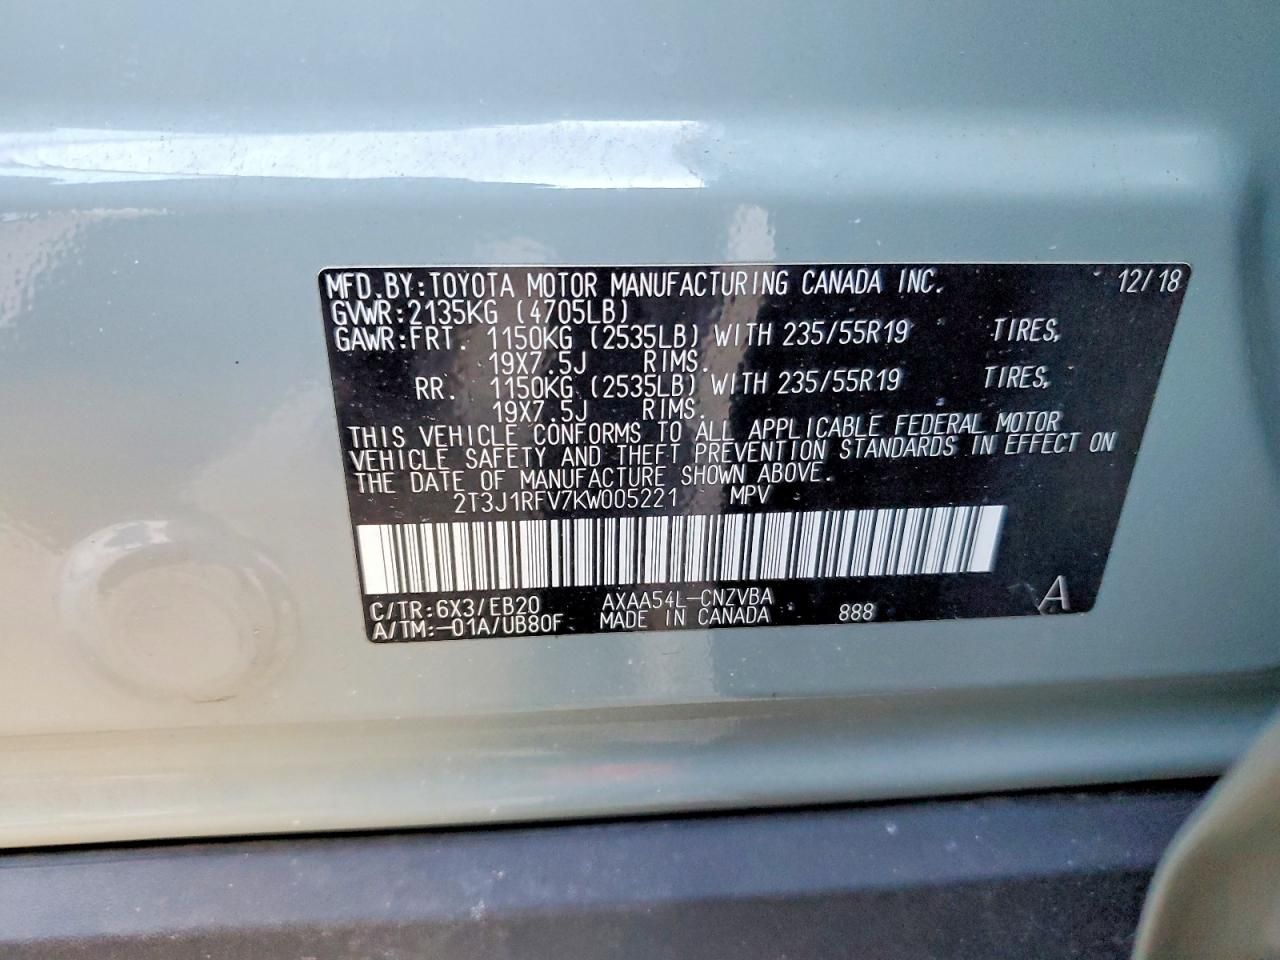 MFD.BY:TOYOTA MOTOR MANUFACTURING CANADA INC. 12/18
GVWR:2135KG (4705LB)
GAWR:FRT. 1150KG (2535LB) WITH 235/55R19 TIRES,
19X7.5J RIMS.
RR. 1150KG (2535LB) WITH 235/55R19 TIRES,
19X7.5J RIMS.
THIS VEHICLE CONFORMS TO ALL APPLICABLE FEDERAL MOTOR
VEHICLE SAFETY AND THEFT PREVENTION STANDARDS IN EFFECT ON
THE DATE OF MANUFACTURE SHOWN ABOVE.
2T3J1RFV7KW005221 MPV
C/TR:6X3/EB20 AXAA54L-CNZVBA
A/TM:-01A/UB80F MADE IN CANADA 888 A